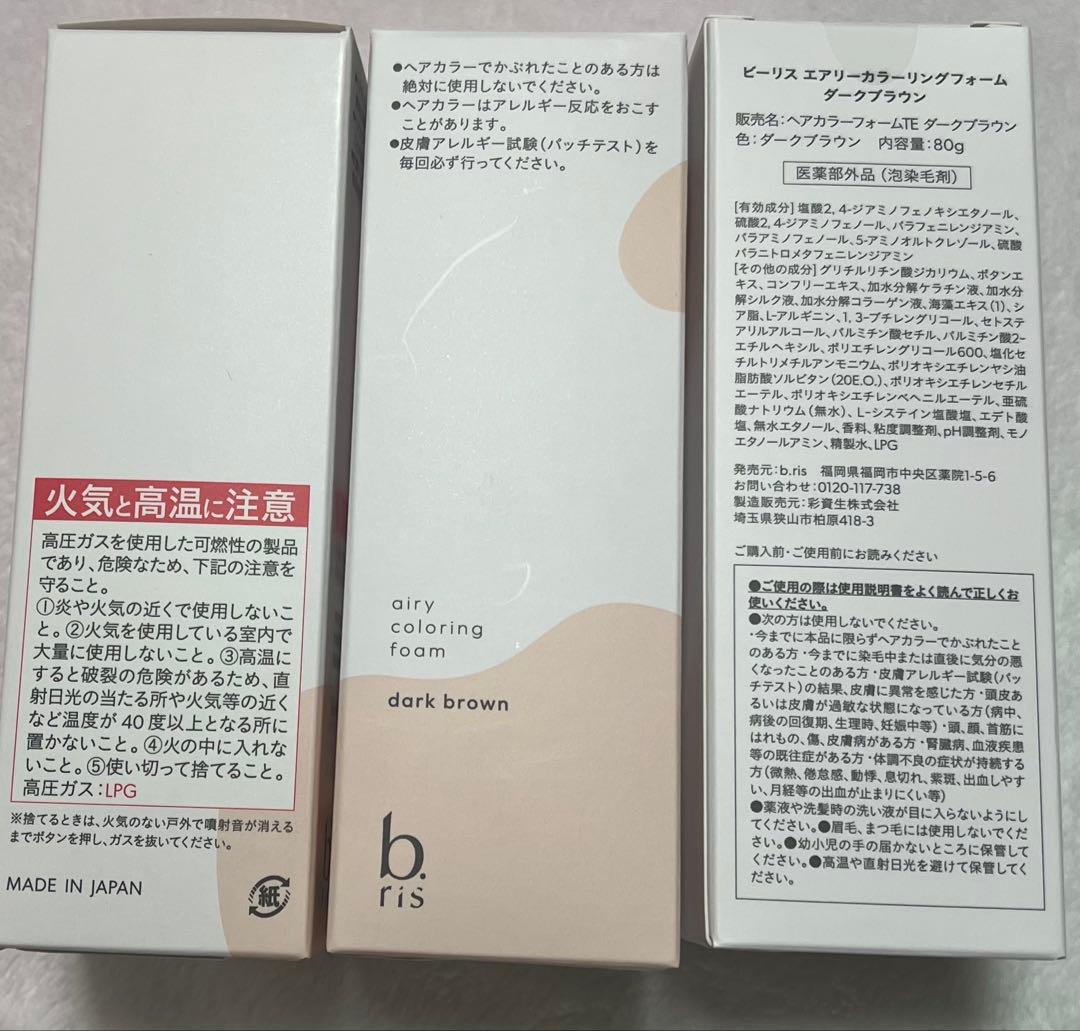 火気と高温に注意
高圧ガスを使用した可燃性の製品
であり、危険なため、下記の注意を
守ること。
①炎や火気の近くで使用しないこ
と。②火気を使用している室内で
大量に使用しないこと。③高温に
すると破裂の危険があるため、直
射日光の当たる所や火気等の近く
など温度が40度以上となる所に
置かないこと。④火の中に入れな
いこと。⑤使い切って捨てること。
高圧ガス:LPG
※捨てるときは、火気のない戸外で噴射音が消える
までボタンを押し、ガスを抜いてください。
MADE IN JAPAN
紙
●ヘアカラーでかぶれたことのある方は
絶対に使用しないでください。
●ヘアカラーはアレルギー反応をおこす
ことがあります。
●皮膚アレルギー試験(パッチテスト)を
毎回必ず行ってください。
airy
coloring
foam
dark brown
b.
ris
ビーリス エアリーカラーリングフォーム
ダークブラウン
販売名:ヘアカラーフォームTE ダークブラウン
色:ダークブラウン 内容量:80g
医薬部外品(泡染毛剤)
[有効成分]塩酸2,4-ジアミノフェノキシエタノール、
硫酸2,4-ジアミノフェノール、パラフェニレンジアミン、
パラアミノフェノール、5-アミノオルトクレゾール、硫酸
パラニトロメタフェニレンジアミン
[その他の成分]グリチルリチン酸ジカリウム、ボタンエ
キス、コンフリーエキス、加水分解ケラチン液、加水分
解シルク液、加水分解コラーゲン液、海藻エキス(1)、シ
ア脂、L-アルギニン、1,3-ブチレングリコール、セトステ
アリルアルコール、パルミチン酸セチル、パルミチン酸2-
エチルヘキシル、ポリエチレングリコール600、塩化セ
チルトリメチルアンモニウム、ポリオキシエチレンヤシ油
脂肪酸ソルビタン(20E.O.)、ポリオキシエチレンセチル
エーテル、ポリオキシエチレンベヘニルエーテル、亜硫
酸ナトリウム(無水)、L-システイン塩酸塩、エデト酸
塩、無水エタノール、香料、粘度調整剤、pH調整剤、モノ
エタノールアミン、精製水、LPG
発売元:b.ris 福岡県福岡市中央区薬院1-5-6
お問い合わせ:0120-117-738
製造販売元:彩資生株式会社
埼玉県狭山市柏原418-3
ご購入前・ご使用前にお読みください
●ご使用の際は使用説明書をよく読んで正しくお
使いください。
●次の方は使用しないでください。
・今までに本品に限らずヘアカラーでかぶれたこと
のある方・今までに染毛中または直後に気分の悪
くなったことのある方・皮膚アレルギー試験(パッ
チテスト)の結果、皮膚に異常を感じた方・頭皮あ
るいは皮膚が過敏な状態になっている方(病中、
病後の回復期、生理時、妊娠中等)・頭、顔、首筋に
はれもの、傷、皮膚病がある方・腎臓病、血液疾患
等の既往症がある方・体調不良の症状が持続する
方(微熱、倦怠感、動悸、息切れ、紫斑、出血しやす
い、月経等の出血が止まりにくい等)
●薬液や洗髪時の洗い液が目に入らないようにし
てください。●眉毛、まつ毛には使用しないでくだ
さい。●幼小児の手の届かないところに保管して
ください。●高温や直射日光を避けて保管してく
ださい。